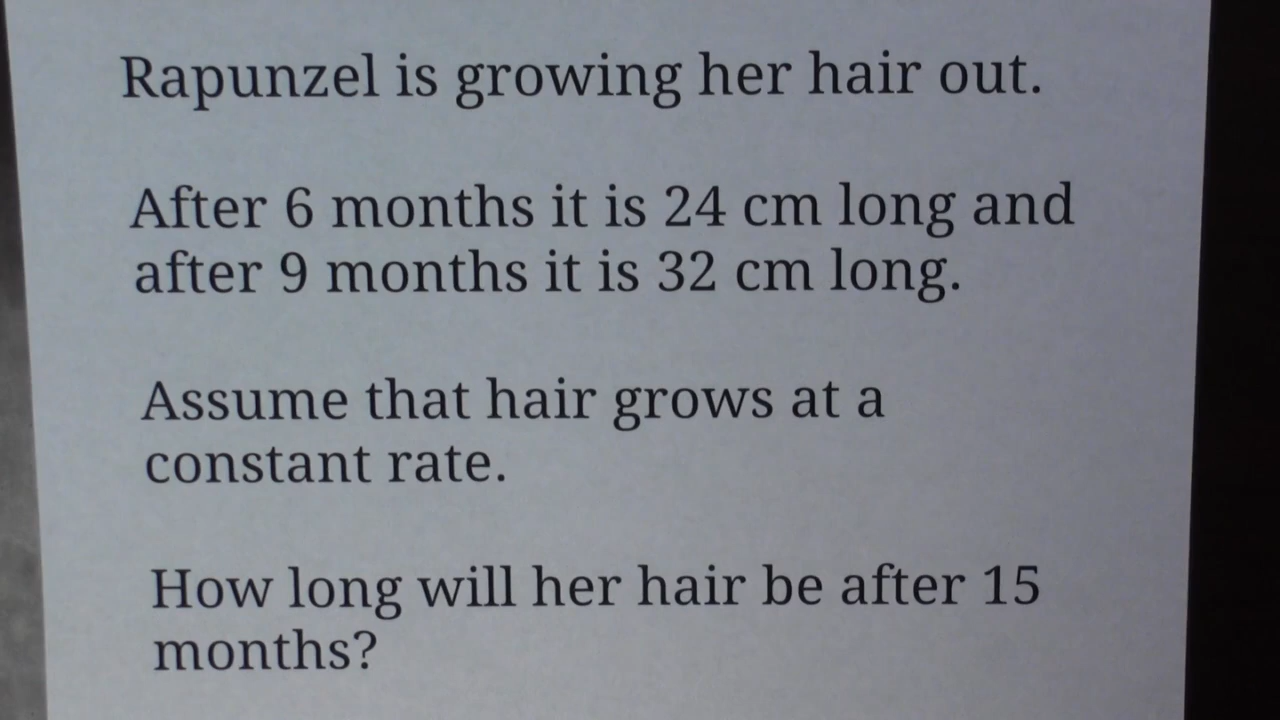 Rapunzel is growing her hair out.
After 6 months it is 24 cm long and
after 9 months it is 32 cm long.
Assume that hair grows at a
constant rate.
How long will her hair be after 15
months?